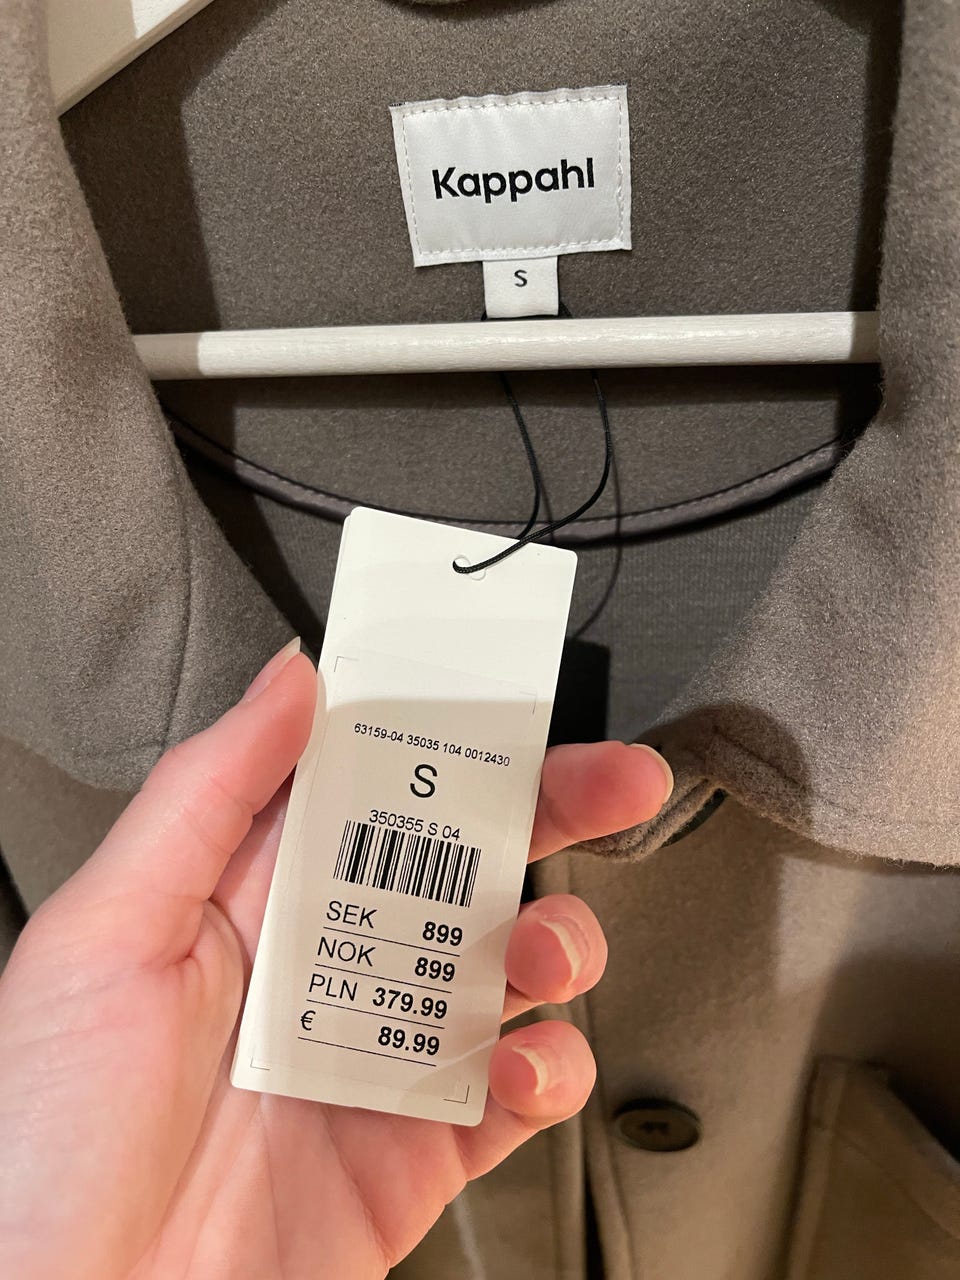 Kappahl
S
63159-04 35035 104 0012430
S
350355 S 04
SEK 899
NOK 899
PLN 379.99
€ 89.99